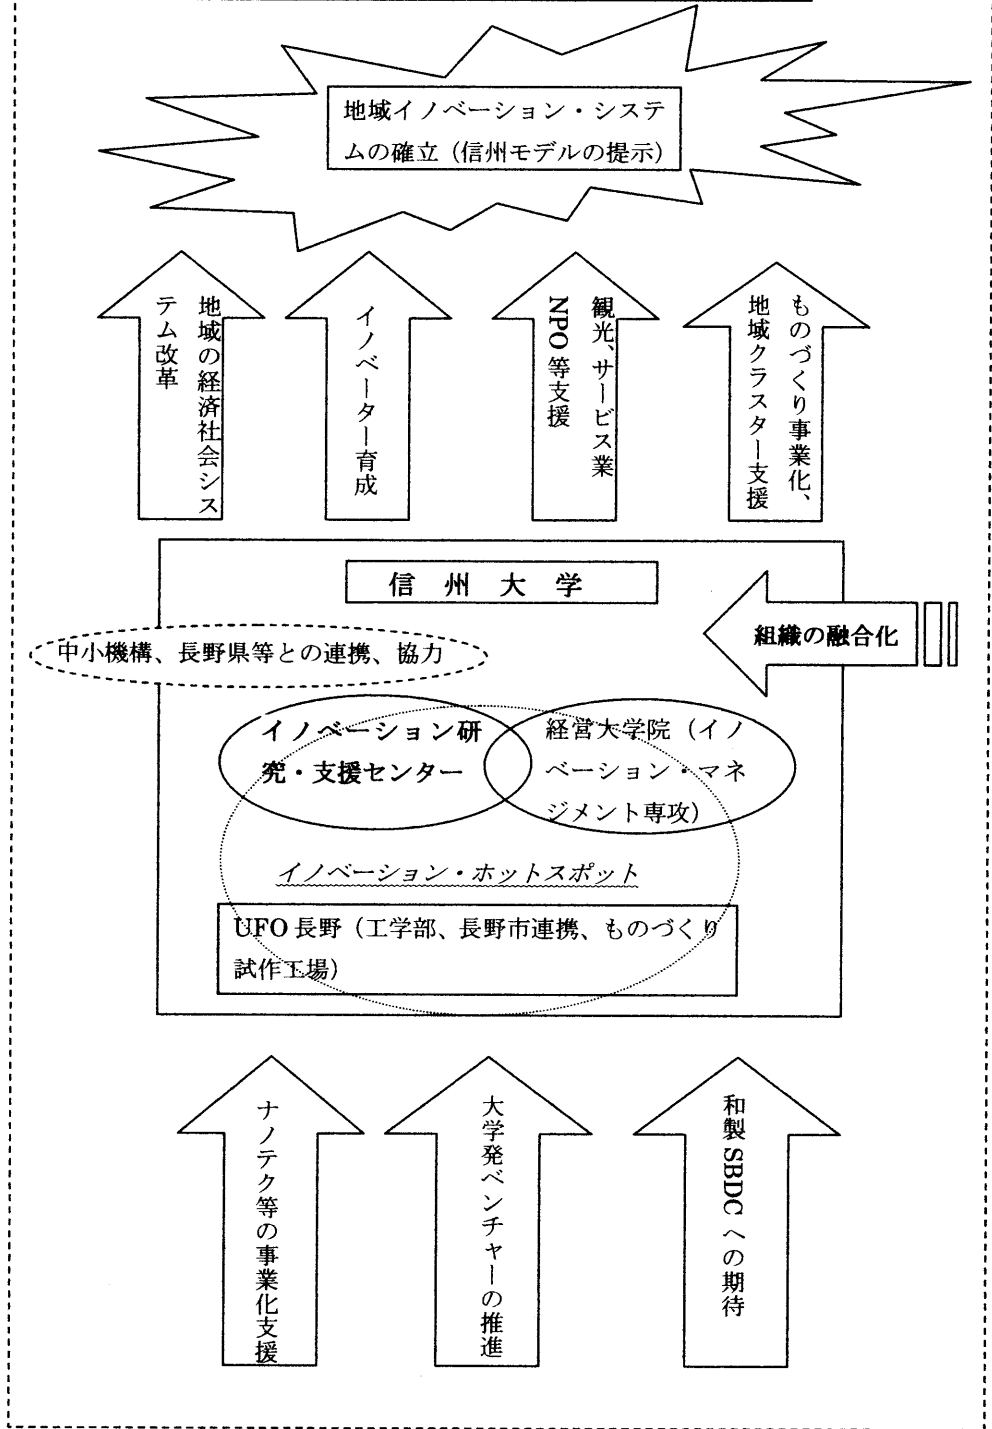 地域イノベーション・システ
ムの確立（信州モデルの提示）
地域の経済社会シス
テム改革
イノベーター育成
観光、サービス業
NPO等支援
ものづくり事業化、
地域クラスター支援
信　州　大　学
組織の融合化
中小機構、長野県等との連携、協力
イノベーション研
究・支援センター
経営大学院（イノ
ベーション・マネ
ジメント専攻）
イノベーション・ホットスポット
UFO長野（工学部、長野市連携、ものづくり
試作工場）
ナノテク等の事業化支援
大学発ベンチャーの推進
和製SBDCへの期待